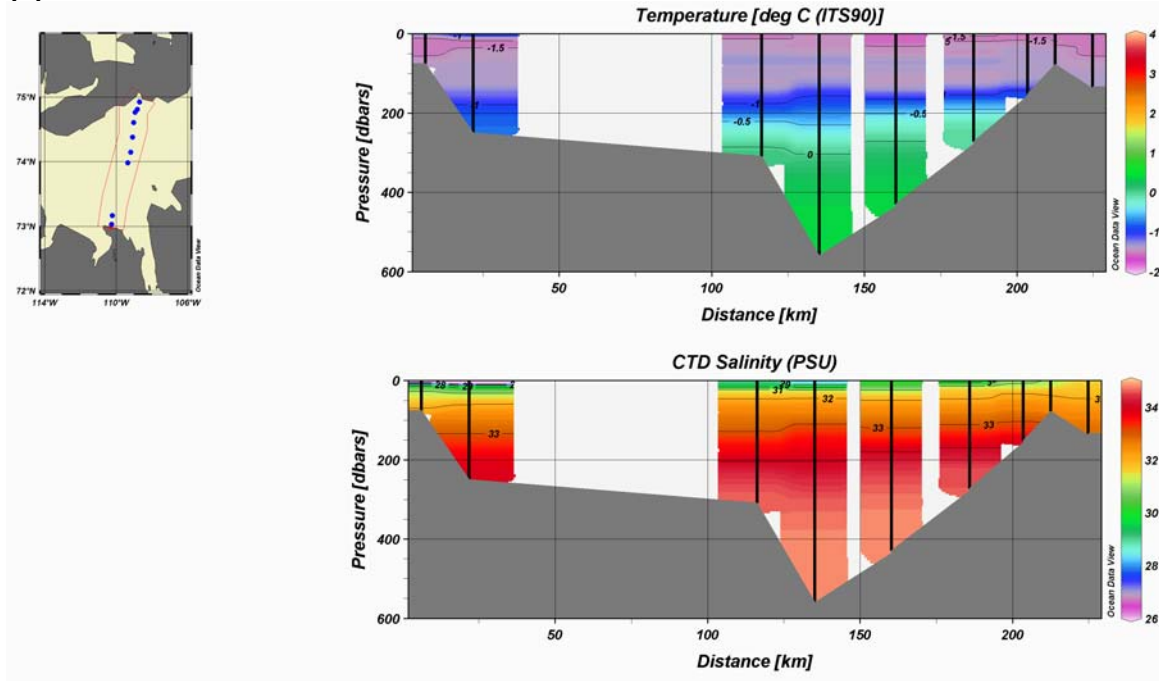 Temperature [deg C (ITS90)]
75°N
74°N
73°N
72°N
114°W
110°W
106°W
Ocean Data View
Pressure [dbars]
0
200
400
600
-1.5
-1
-1
-0.5
0
-0.5
-1.5
50
100
150
200
Distance [km]
4
3
2
1
0
-1
-2
Ocean Data View
CTD Salinity (PSU)
Pressure [dbars]
0
200
400
600
28
33
31
32
33
33
50
100
150
200
Distance [km]
34
32
30
28
26
Ocean Data View